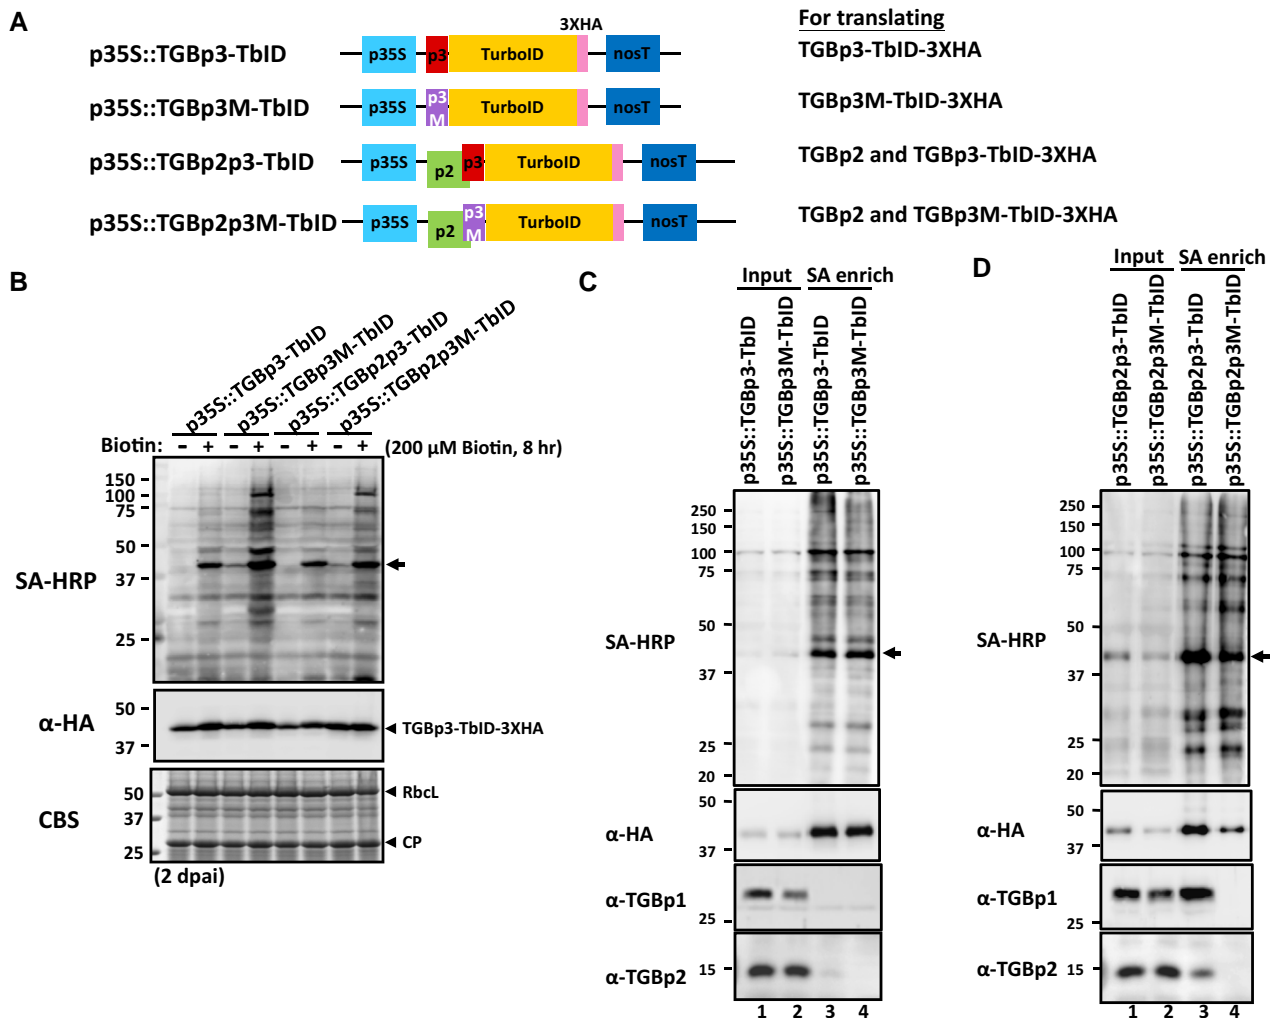 A
3XHA
For translating
p35S::TGBp3-TbID
p35S
p3
TurboID
nosT
TGBp3-TbID-3XHA
p35S::TGBp3M-TbID
p35S
p3
M
TurboID
nosT
TGBp3M-TbID-3XHA
p35S::TGBp2p3-TbID
p35S
p2
p3
TurboID
nosT
TGBp2 and TGBp3-TbID-3XHA
p35S::TGBp2p3M-TbID
p35S
p2
p3
M
TurboID
nosT
TGBp2 and TGBp3M-TbID-3XHA
B
p35S::TGBp3-TbID
p35S::TGBp3M-TbID
p35S::TGBp2p3-TbID
p35S::TGBp2p3M-TbID
Biotin: - + - + - + - + (200 µM Biotin, 8 hr)
150
100
75
50
37
25
SA-HRP
50
37
α-HA
TGBp3-TbID-3XHA
50
37
25
CBS
RbcL
CP
(2 dpai)
C
Input SA enrich
p35S::TGBp3-TbID
p35S::TGBp3M-TbID
p35S::TGBp3-TbID
p35S::TGBp3M-TbID
250
150
100
75
50
37
25
20
SA-HRP
50
37
α-HA
α-TGBp1
25
α-TGBp2
15
1 2 3 4
D
Input SA enrich
p35S::TGBp2p3-TbID
p35S::TGBp2p3M-TbID
p35S::TGBp2p3-TbID
p35S::TGBp2p3M-TbID
250
150
100
75
50
37
25
20
SA-HRP
50
37
α-HA
α-TGBp1
25
α-TGBp2
15
1 2 3 4